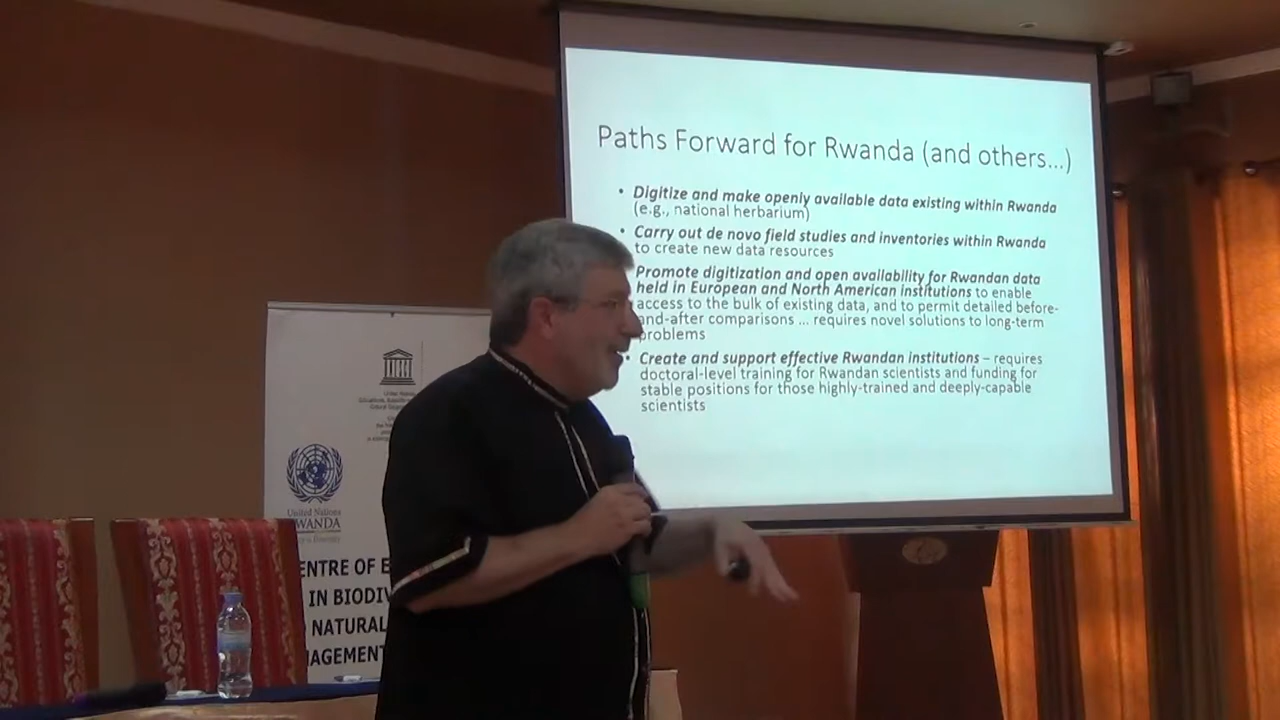 Paths Forward for Rwanda (and others...)
• Digitize and make openly available data existing within Rwanda
(e.g., national herbarium)
• Carry out de novo field studies and inventories within Rwanda
to create new data resources
Promote digitization and open availability for Rwandan data
held in European and North American institutions to enable
access to the bulk of existing data, and to permit detailed before-
and-after comparisons ... requires novel solutions to long-term
problems
• Create and support effective Rwandan institutions – requires
doctoral-level training for Rwandan scientists and funding for
stable positions for those highly-trained and deeply-capable
scientists
United Nations
WANDA
ENTRE OF E
IN BIODIV
NATURAL
AGEMENT